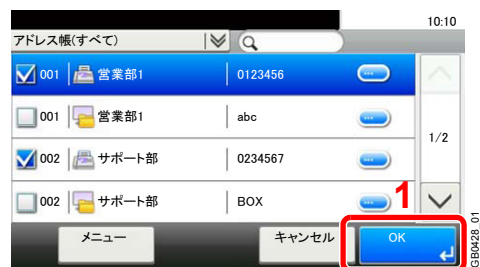 10:10
アドレス帳(すべて)
001 営業部1 0123456
001 営業部1 abc
1/2
002 サポート部 0234567
002 サポート部 BOX
1
メニュー キャンセル OK
GB0428_01